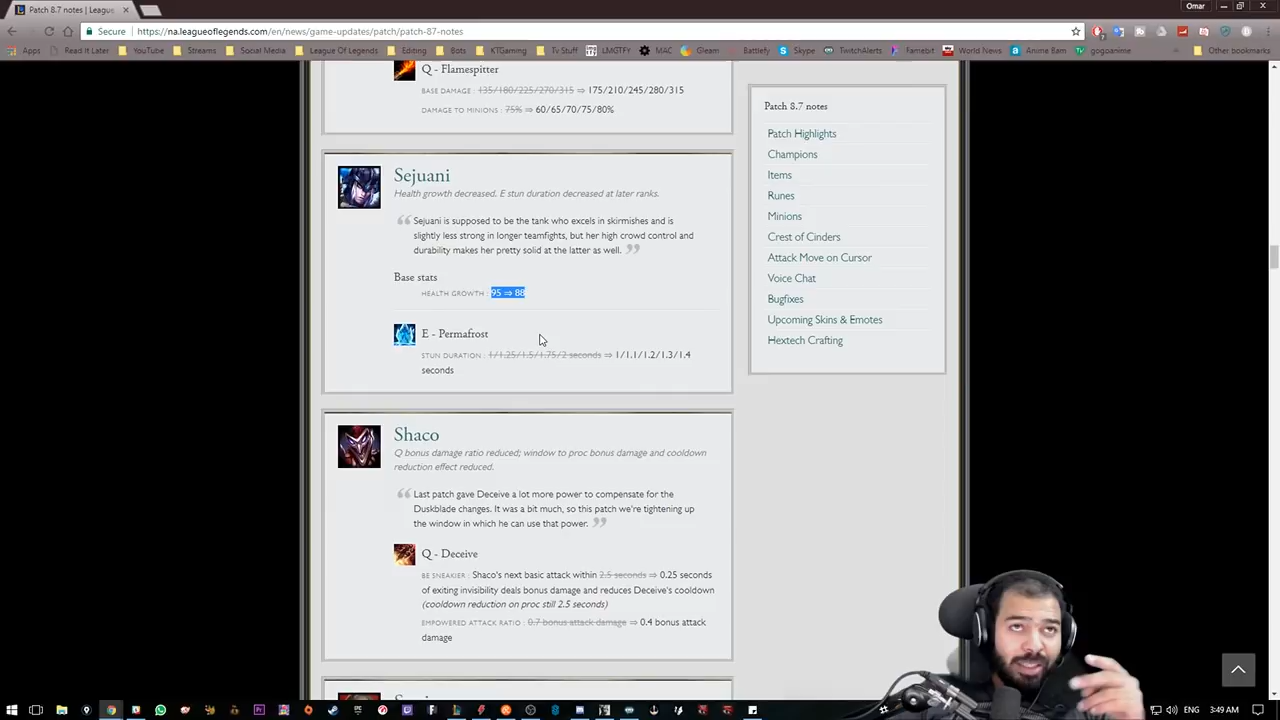 Patch 8.7 notes | Leagu
Omar
Secure
https://na.leagueoflegends.com/en/news/game-updates/patch/patch-87-notes
Apps
Read It Later
YouTube
Streams
Social Media
League Of Legends
Editing
Bots
KTGaming
Tv Stuff
LMGTFY
MAC
Gleam
Battlefy
Skype
TwitchAlerts
Famebit
World News
Anime Bam
gogoanime
Other bookmarks
Q - Flamespitter
BASE DAMAGE : 135/180/225/270/315 ⇒ 175/210/245/280/315
DAMAGE TO MINIONS : 75% ⇒ 60/65/70/75/80%
Sejuani
Health growth decreased. E stun duration decreased at later ranks.
Sejuani is supposed to be the tank who excels in skirmishes and is
slightly less strong in longer teamfights, but her high crowd control and
durability makes her pretty solid at the latter as well.
Base stats
HEALTH GROWTH : 95 ⇒ 88
E - Permafrost
STUN DURATION : 1/1.25/1.5/1.75/2 seconds ⇒ 1/1.1/1.2/1.3/1.4
seconds
Shaco
Q bonus damage ratio reduced; window to proc bonus damage and cooldown
reduction effect reduced.
Last patch gave Deceive a lot more power to compensate for the
Duskblade changes. It was a bit much, so this patch we're tightening up
the window in which he can use that power.
Q - Deceive
BE SNEAKIER : Shaco's next basic attack within 2.5 seconds ⇒ 0.25 seconds
of exiting invisibility deals bonus damage and reduces Deceive's cooldown
(cooldown reduction on proc still 2.5 seconds)
EMPOWERED ATTACK RATIO : 0.7 bonus attack damage ⇒ 0.4 bonus attack
damage
Patch 8.7 notes
Patch Highlights
Champions
Items
Runes
Minions
Crest of Cinders
Attack Move on Cursor
Voice Chat
Bugfixes
Upcoming Skins & Emotes
Hextech Crafting
ENG
3:49 AM